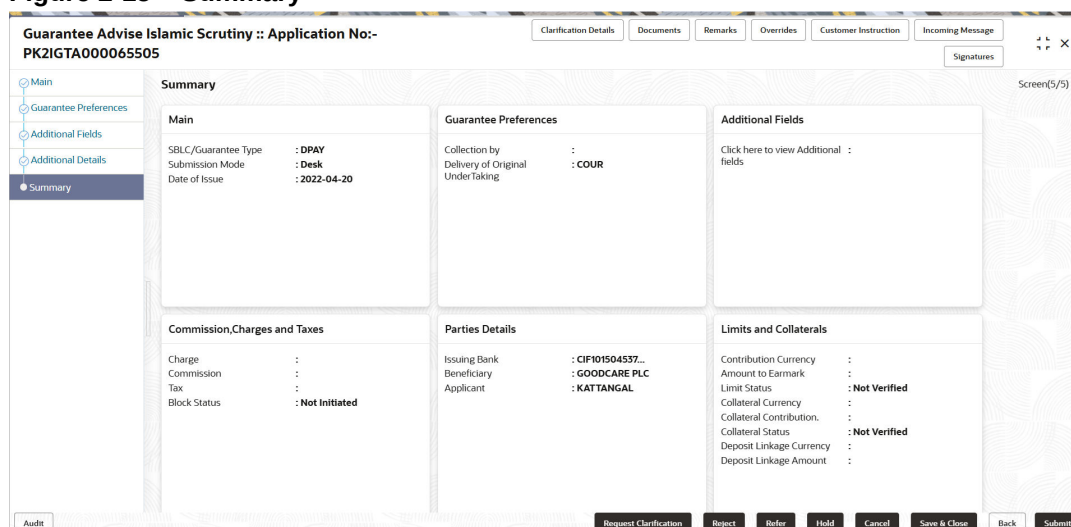 Guarantee Advise Islamic Scrutiny :: Application No:-
PK2IGTA000065505
Clarification Details
Documents
Remarks
Overrides
Customer Instruction
Incoming Message
Signatures
Main
Guarantee Preferences
Additional Fields
Additional Details
Summary
Summary
Screen(5/5)
Main
SBLC/Guarantee Type : DPAY
Submission Mode : Desk
Date of Issue : 2022-04-20
Guarantee Preferences
Collection by :
Delivery of Original : COUR
UnderTaking
Additional Fields
Click here to view Additional :
fields
Commission,Charges and Taxes
Charge :
Commission :
Tax :
Block Status : Not Initiated
Parties Details
Issuing Bank : CIF101504537...
Beneficiary : GOODCARE PLC
Applicant : KATTANGAL
Limits and Collaterals
Contribution Currency :
Amount to Earmark :
Limit Status : Not Verified
Collateral Currency :
Collateral Contribution. :
Collateral Status : Not Verified
Deposit Linkage Currency :
Deposit Linkage Amount :
Audit
Request Clarification
Reject
Refer
Hold
Cancel
Save & Close
Back
Submit